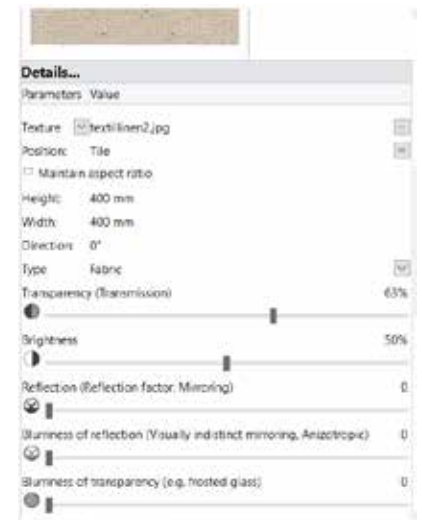 Details...
Parameters Value
Texture textillinen2.jpg
Position: Tile
Maintain aspect ratio
Height: 400 mm
Width: 400 mm
Direction: 0°
Type Fabric
Transparency (Transmission) 63%
Brightness 50%
Reflection (Reflection factor, Mirroring) 0
Blurriness of reflection (Visually indistinct mirroring, Anizotropic) 0
Blurriness of transparency (e.g. frosted glass) 0